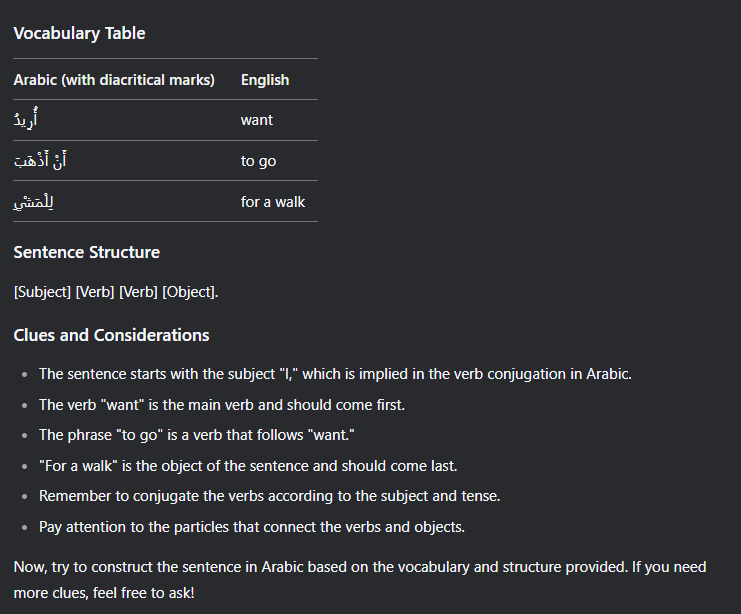 Vocabulary Table
Arabic (with diacritical marks) English
أُرِيدُ want
أَنْ أَذْهَبَ to go
لِلْمَشْيِ for a walk
Sentence Structure
[Subject] [Verb] [Verb] [Object].
Clues and Considerations
• The sentence starts with the subject "I," which is implied in the verb conjugation in Arabic.
• The verb "want" is the main verb and should come first.
• The phrase "to go" is a verb that follows "want."
• "For a walk" is the object of the sentence and should come last.
• Remember to conjugate the verbs according to the subject and tense.
• Pay attention to the particles that connect the verbs and objects.
Now, try to construct the sentence in Arabic based on the vocabulary and structure provided. If you need
more clues, feel free to ask!